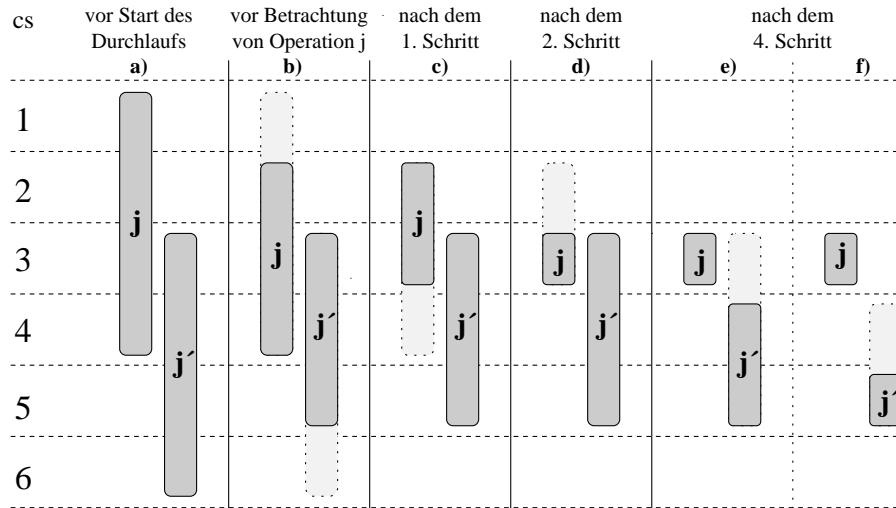 cs
vor Start des
Durchlaufs
a)
vor Betrachtung
von Operation j
b)
nach dem
1. Schritt
c)
nach dem
2. Schritt
d)
nach dem
4. Schritt
e)
f)
1
2
3
4
5
6
j
j´
j
j´
j
j´
j
j´
j
j´
j
j´